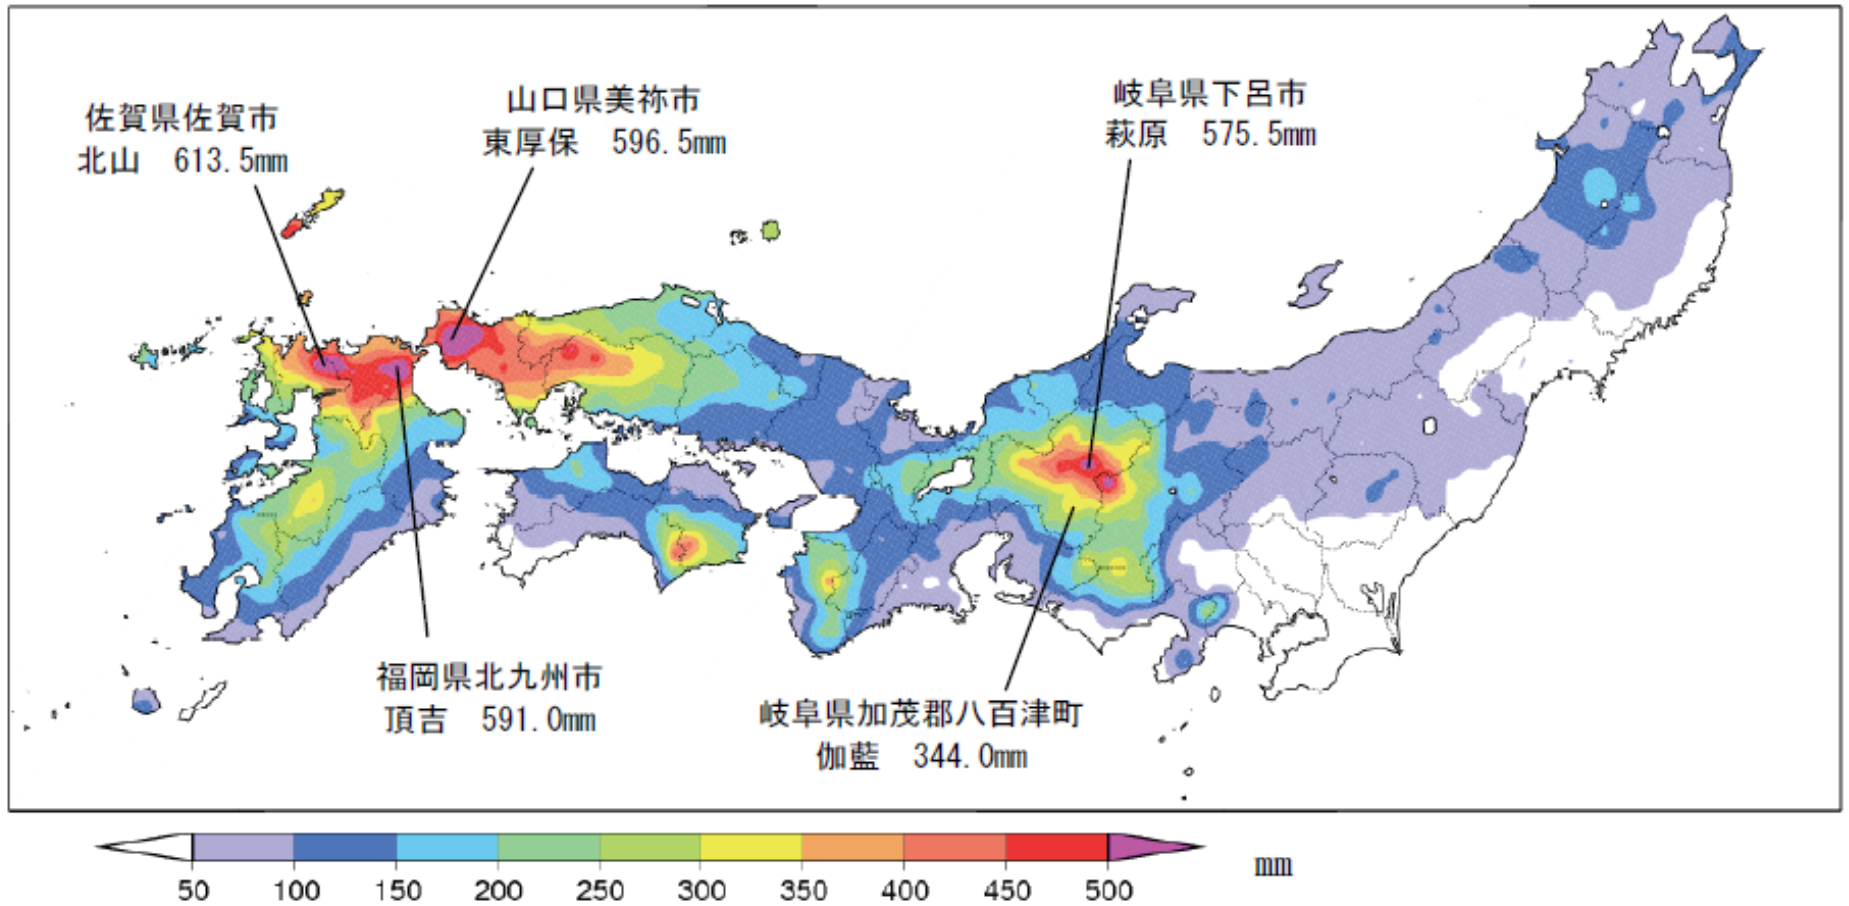 佐賀県佐賀市
北山　613.5mm
山口県美祢市
東厚保　596.5mm
岐阜県下呂市
萩原　575.5mm
福岡県北九州市
頂吉　591.0mm
岐阜県加茂郡八百津町
伽藍　344.0mm
50 100 150 200 250 300 350 400 450 500
mm